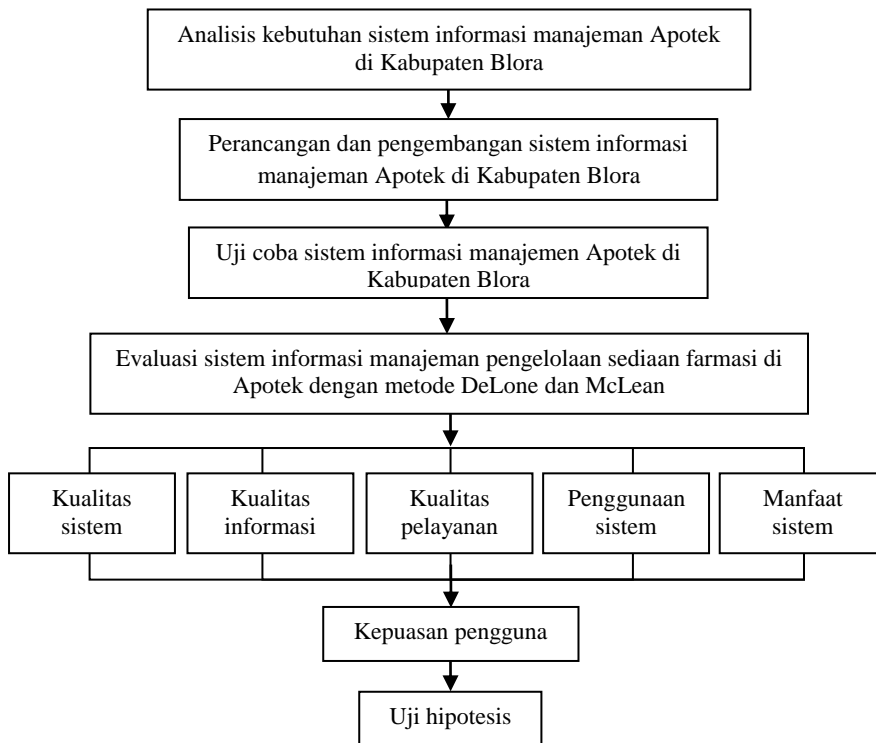 Analisis kebutuhan sistem informasi manajeman Apotek
di Kabupaten Blora
Perancangan dan pengembangan sistem informasi
manajeman Apotek di Kabupaten Blora
Uji coba sistem informasi manajemen Apotek di
Kabupaten Blora
Evaluasi sistem informasi manajeman pengelolaan sediaan farmasi di
Apotek dengan metode DeLone dan McLean
Kualitas
sistem
Kualitas
informasi
Kualitas
pelayanan
Penggunaan
sistem
Manfaat
sistem
Kepuasan pengguna
Uji hipotesis